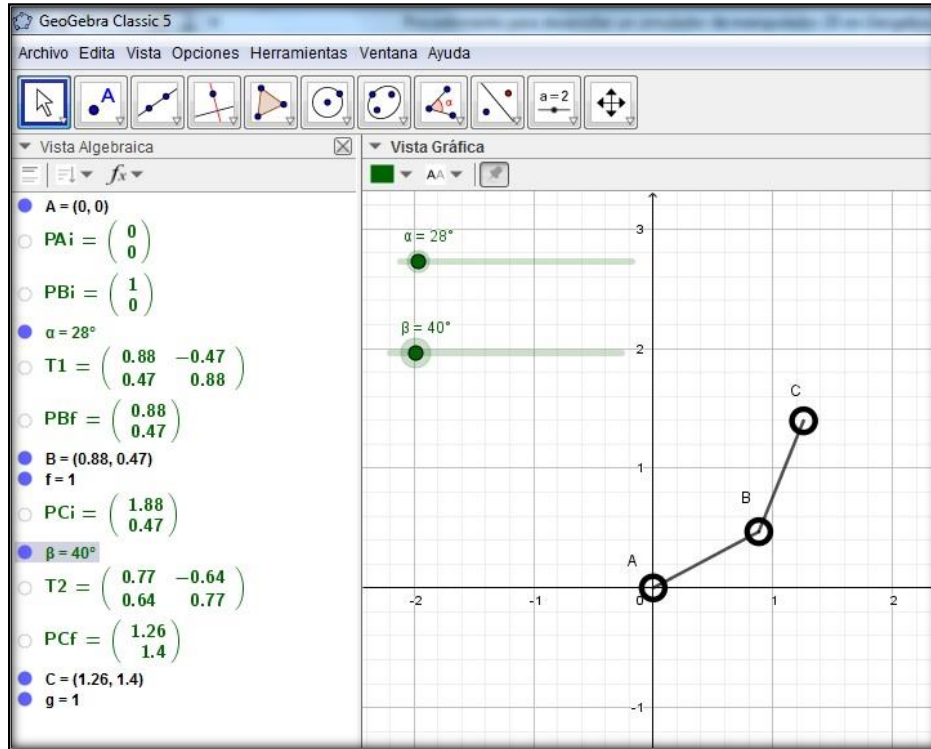 GeoGebra Classic 5
Archivo Edita Vista Opciones Herramientas Ventana Ayuda
A
α
a=2
Vista Algebraica
Vista Gráfica
fx
AA
A = (0, 0)
PAi = ( 0
0 )
PBi = ( 1
0 )
α = 28°
T1 = ( 0.88 −0.47
0.47 0.88 )
PBf = ( 0.88
0.47 )
B = (0.88, 0.47)
f = 1
PCi = ( 1.88
0.47 )
β = 40°
T2 = ( 0.77 −0.64
0.64 0.77 )
PCf = ( 1.26
1.4 )
C = (1.26, 1.4)
g = 1
α = 28°
β = 40°
3
2
1
0
-1
-2
-1
1
2
A
B
C